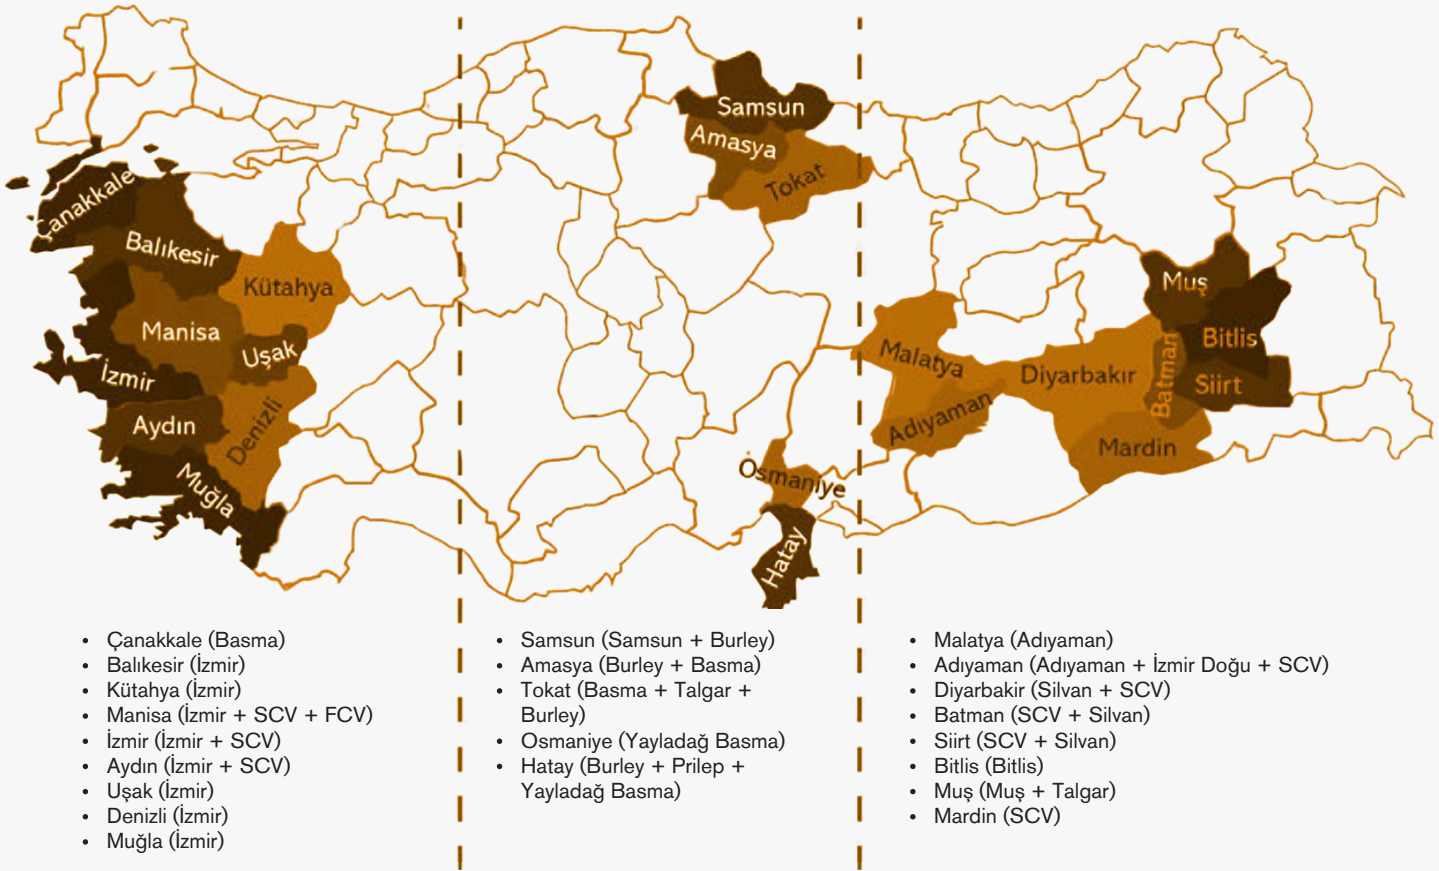 Samsun
Amasya
Tokat
Çanakkale
Balıkesir
Kütahya
Manisa
Uşak
İzmir
Aydın
Denizli
Muğla
Osmaniye
Hatay
Muş
Bitlis
Batman
Siirt
Malatya
Diyarbakır
Adıyaman
Mardin
• Çanakkale (Basma)
• Balıkesir (İzmir)
• Kütahya (İzmir)
• Manisa (İzmir + SCV + FCV)
• İzmir (İzmir + SCV)
• Aydın (İzmir + SCV)
• Uşak (İzmir)
• Denizli (İzmir)
• Muğla (İzmir)
• Samsun (Samsun + Burley)
• Amasya (Burley + Basma)
• Tokat (Basma + Talgar +
Burley)
• Osmaniye (Yayladağ Basma)
• Hatay (Burley + Prilep +
Yayladağ Basma)
• Malatya (Adıyaman)
• Adıyaman (Adıyaman + İzmir Doğu + SCV)
• Diyarbakir (Silvan + SCV)
• Batman (SCV + Silvan)
• Siirt (SCV + Silvan)
• Bitlis (Bitlis)
• Muş (Muş + Talgar)
• Mardin (SCV)